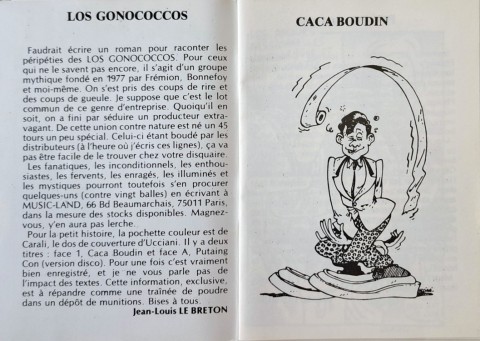 LOS GONOCOCCOS
Faudrait écrire un roman pour raconter les
péripéties des LOS GONOCOCCOS. Pour ceux
qui ne le savent pas encore, il s'agit d'un groupe
mythique fondé en 1977 par Frémion, Bonnefoy
et moi-même. On s'est pris des coups de rire et
des coups de gueule. Je suppose que c'est le lot
commun de ce genre d'entreprise. Quoiqu'il en
soit, on a fini par séduire un producteur extra-
vagant. De cette union contre nature est né un 45
tours un peu spécial. Celui-ci étant boudé par les
distributeurs (à l'heure où j'écris ces lignes), ça va
pas être facile de le trouver chez votre disquaire.
Les fanatiques, les inconditionnels, les enthou-
siastes, les fervents, les enragés, les illuminés et
les mystiques pourront toutefois s'en procurer
quelques-uns (contre vingt balles) en écrivant à
MUSIC-LAND, 66 Bd Beaumarchais, 75011 Paris,
dans la mesure des stocks disponibles. Magnez-
vous, y'en aura pas lerche.
Pour la petit histoire, la pochette couleur est de
Carali, le dos de couverture d'Ucciani. Il y a deux
titres : face 1, Caca Boudin et face A, Putaing
Con (version disco). Pour une fois c'est vraiment
bien enregistré, et je ne vous parle pas de
l'impact des textes. Cette information, exclusive,
est à répandre comme une traînée de poudre
dans un dépôt de munitions. Bises à tous.
Jean-Louis LE BRETON
CACA BOUDIN